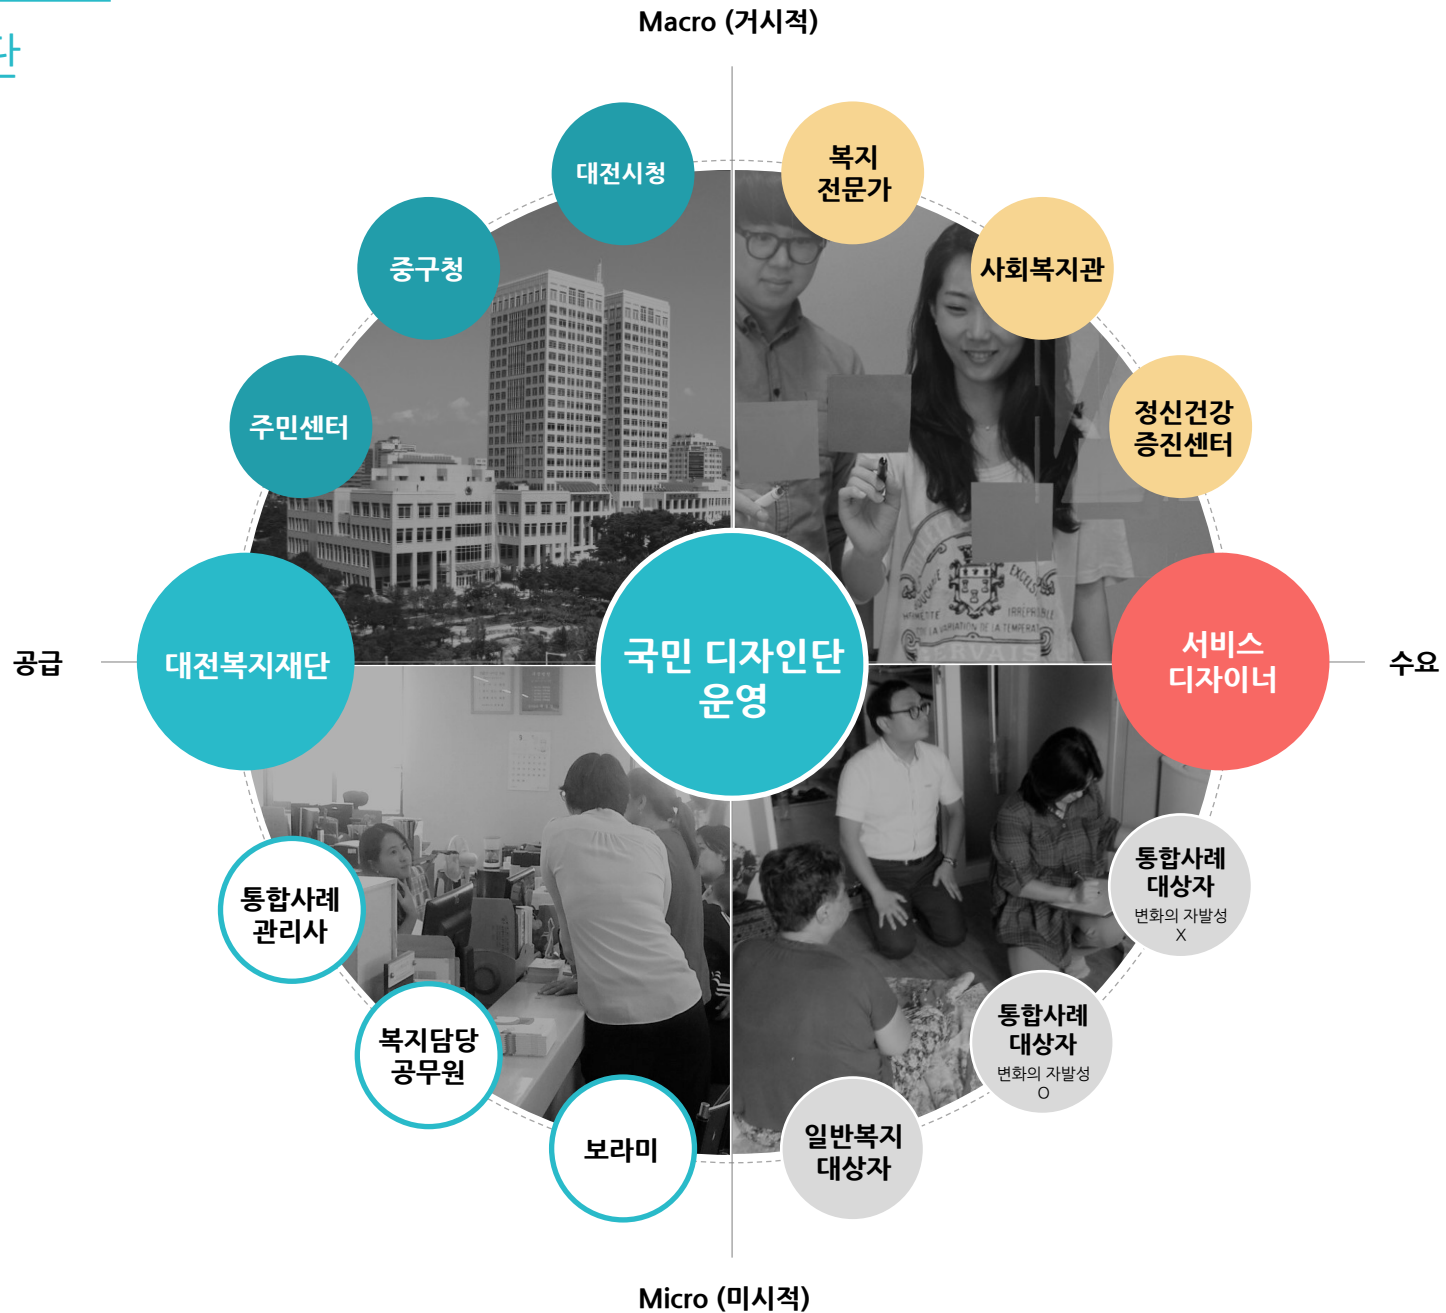 Macro (거시적)
단
대전시청
복지
전문가
중구청
사회복지관
주민센터
정신건강
증진센터
공급
대전복지재단
국민 디자인단
운영
서비스
디자이너
수요
통합사례
관리사
통합사례
대상자
변화의 자발성
X
복지담당
공무원
통합사례
대상자
변화의 자발성
O
보라미
일반복지
대상자
Micro (미시적)